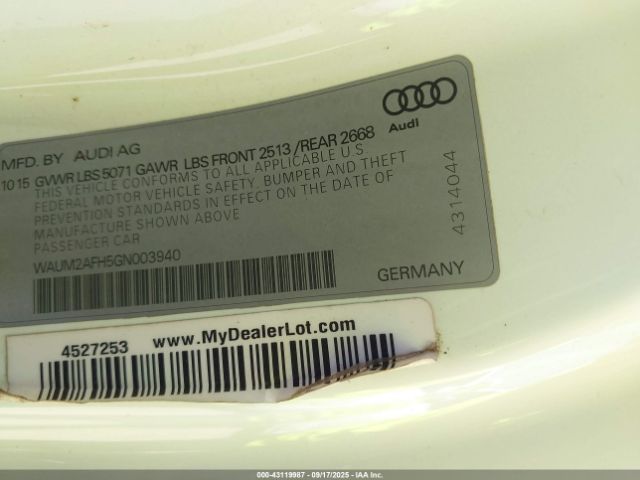 MFD. BY AUDI AG
10 15 GVWR LBS 5071 GAWR LBS FRONT 2513 /REAR 2668
THIS VEHICLE CONFORMS TO ALL APPLICABLE U.S.
FEDERAL MOTOR VEHICLE SAFETY, BUMPER AND THEFT
PREVENTION STANDARDS IN EFFECT ON THE DATE OF
MANUFACTURE SHOWN ABOVE
PASSENGER CAR
WAUM2AFH5GN003940
Audi
4314044
GERMANY
4527253
www.MyDealerLot.com
000-43119987 - 09/17/2025 - IAA Inc.